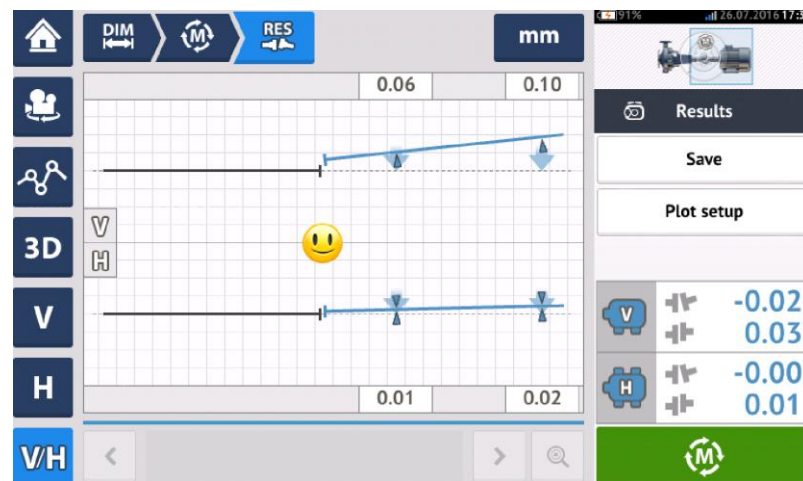 91% 26.07.2016
DIM M RES mm
0.06 0.10
Results
Save
Plot setup
V
H
3D
V
H
V/H
0.01 0.02
V -0.02
0.03
H -0.00
0.01
M